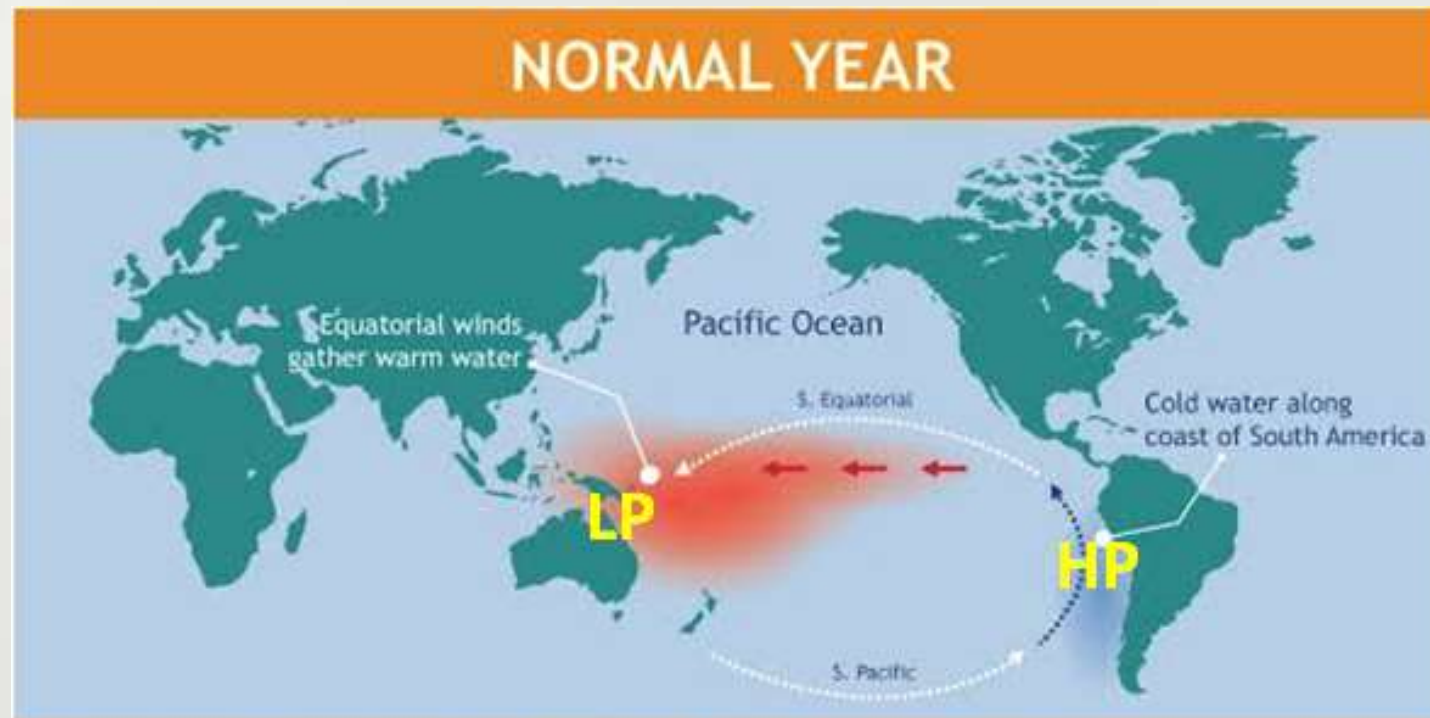 NORMAL YEAR
Equatorial winds
gather warm water
Pacific Ocean
S. Equatorial
Cold water along
coast of South America
LP
HP
S. Pacific